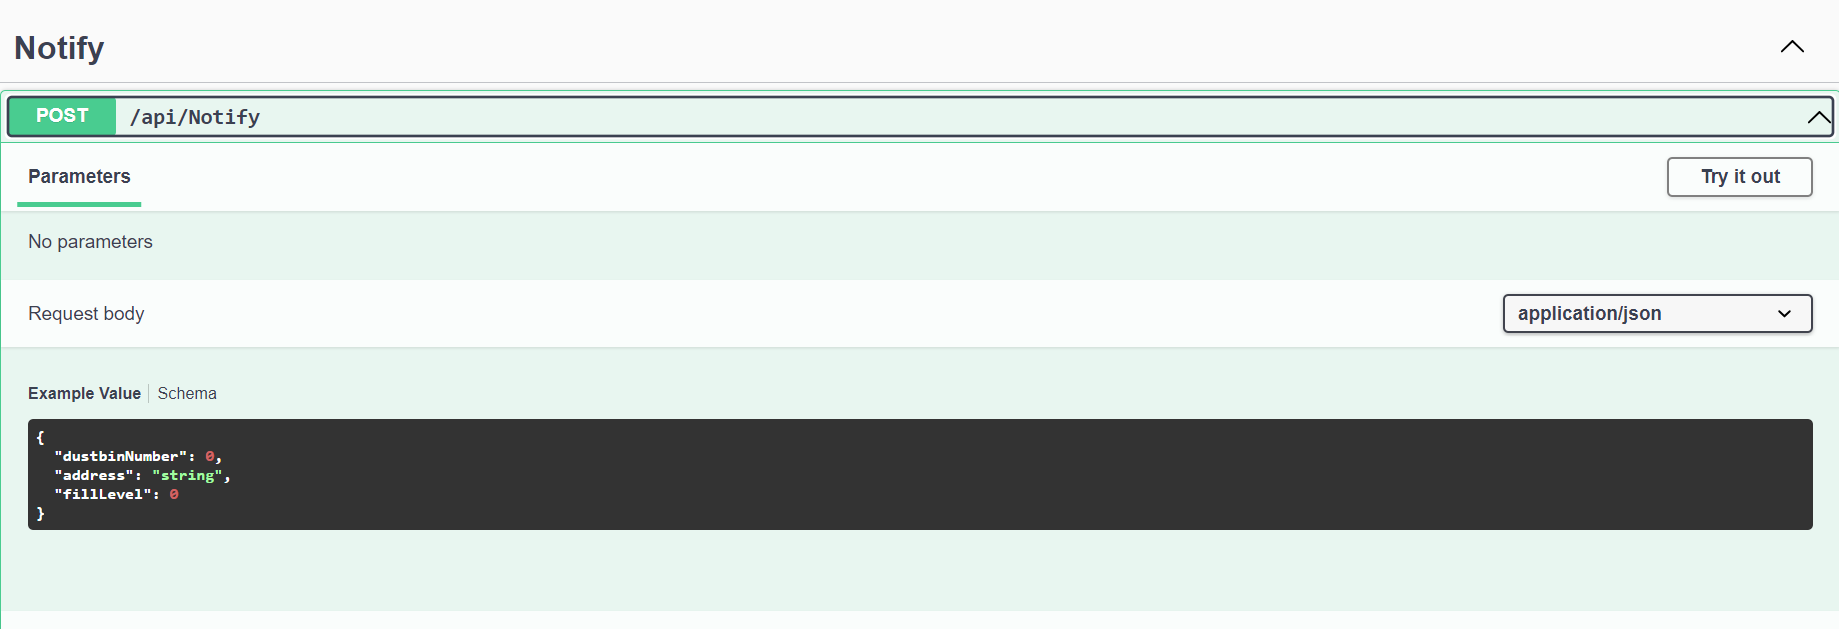 Notify
POST /api/Notify
Parameters
Try it out
No parameters
Request body
application/json
Example Value
Schema
{
  "dustbinNumber": 0,
  "address": "string",
  "fillLevel": 0
}